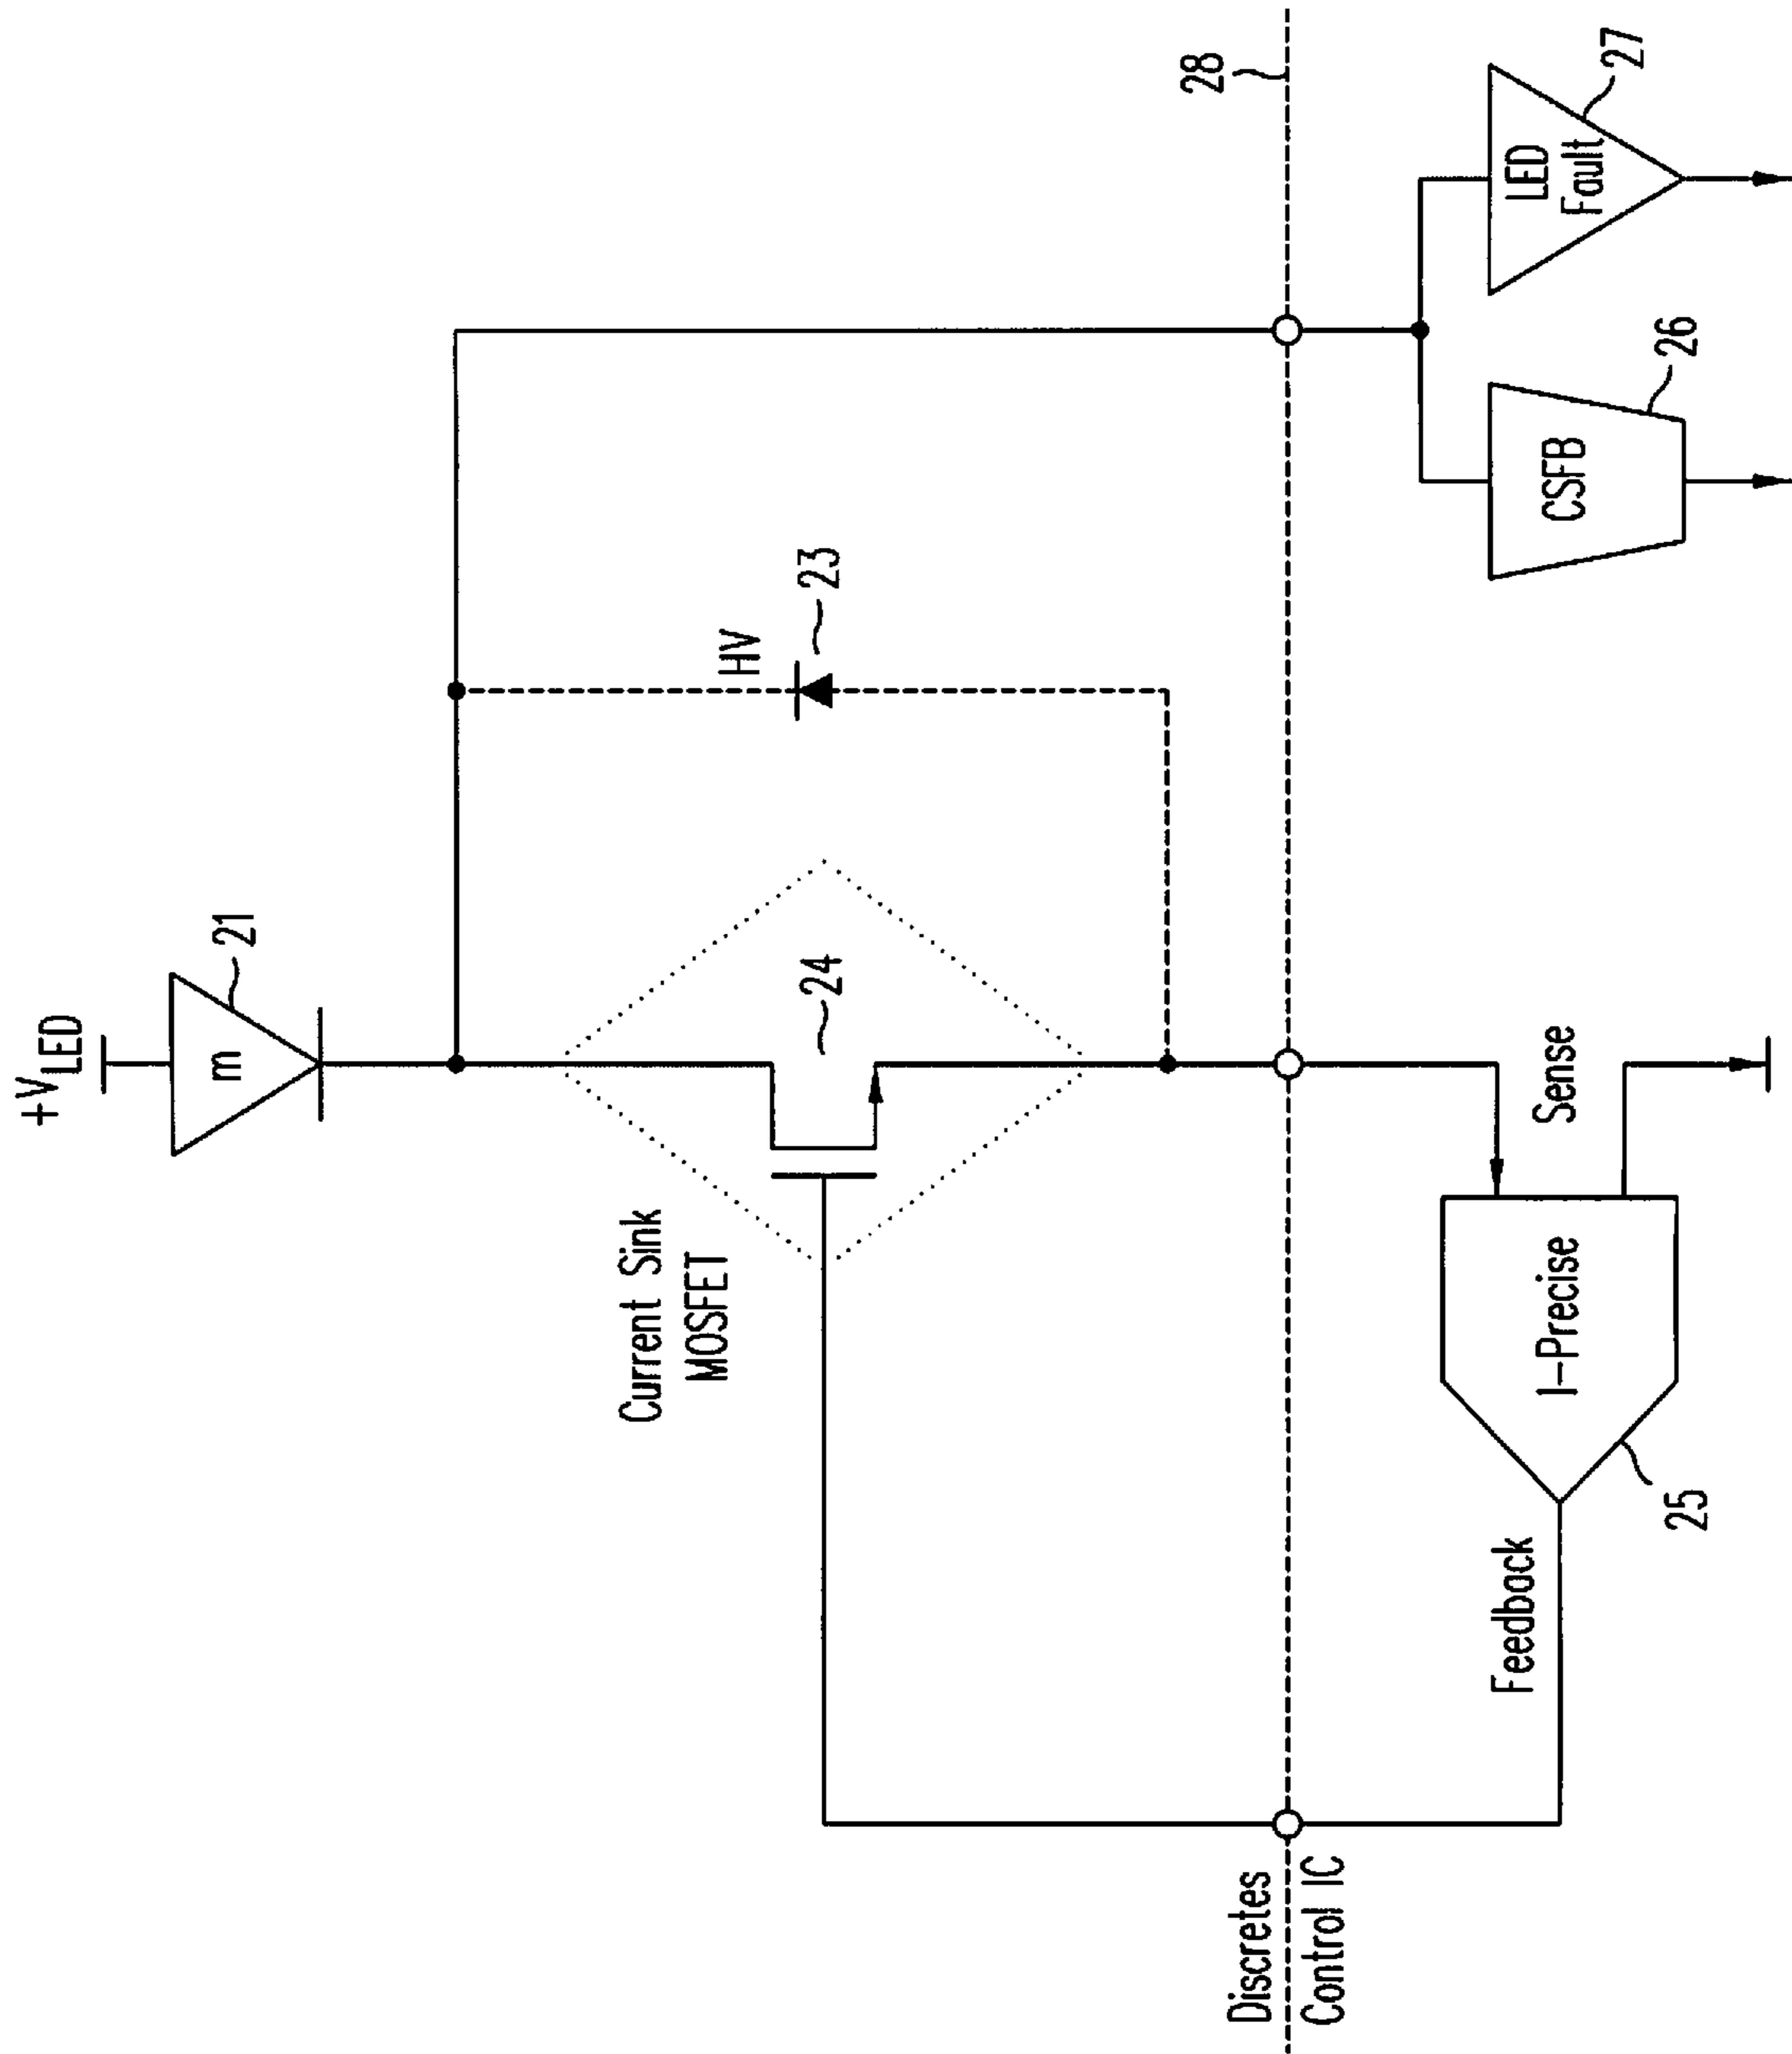 +VLED
m
21
Current Sink
MOSFET
24
HV
23
28
Discretes
Control IC
Feedback
I-Precise
Sense
25
CSFB
26
LED
Fault
27